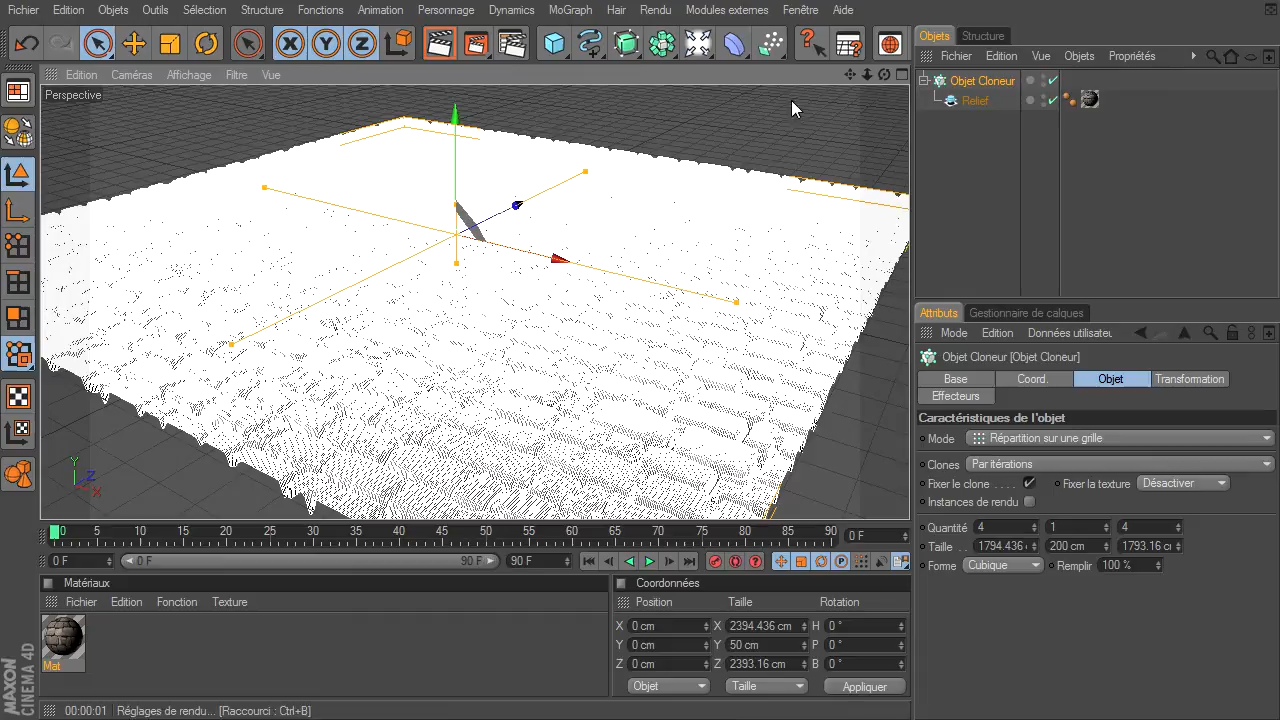 Fichier Edition Objets Outils Sélection Structure Fonctions Animation Personnage Dynamics MoGraph Hair Rendu Modules externes Fenêtre Aide
Edition Caméras Affichage Filtre Vue
Perspective
Y
Z
X
0 5 10 15 20 25 30 35 40 45 50 55 60 65 70 75 80 85 90 0 F
0 F 0 F 90 F 90 F
Matériaux
Fichier Edition Fonction Texture
Mat
MAXON
CINEMA 4D
Coordonnées
Position Taille Rotation
X 0 cm X 2394.436 cm H 0 °
Y 0 cm Y 50 cm P 0 °
Z 0 cm Z 2393.16 cm B 0 °
Objet Taille Appliquer
00:00:01 Réglages de rendu... [Raccourci : Ctrl+B]
Objets Structure
Fichier Edition Vue Objets Propriétés
Objet Cloneur
Relief
Attributs Gestionnaire de calques
Mode Edition Données utilisateu
Objet Cloneur [Objet Cloneur]
Base Coord. Objet Transformation
Effecteurs
Caractéristiques de l'objet
Mode Répartition sur une grille
Clones Par itérations
Fixer le clone . . . . Fixer la texture Désactiver
Instances de rendu
Quantité 4 1 4
Taille . . 1794.436 200 cm 1793.16 c
Forme Cubique Remplir 100 %